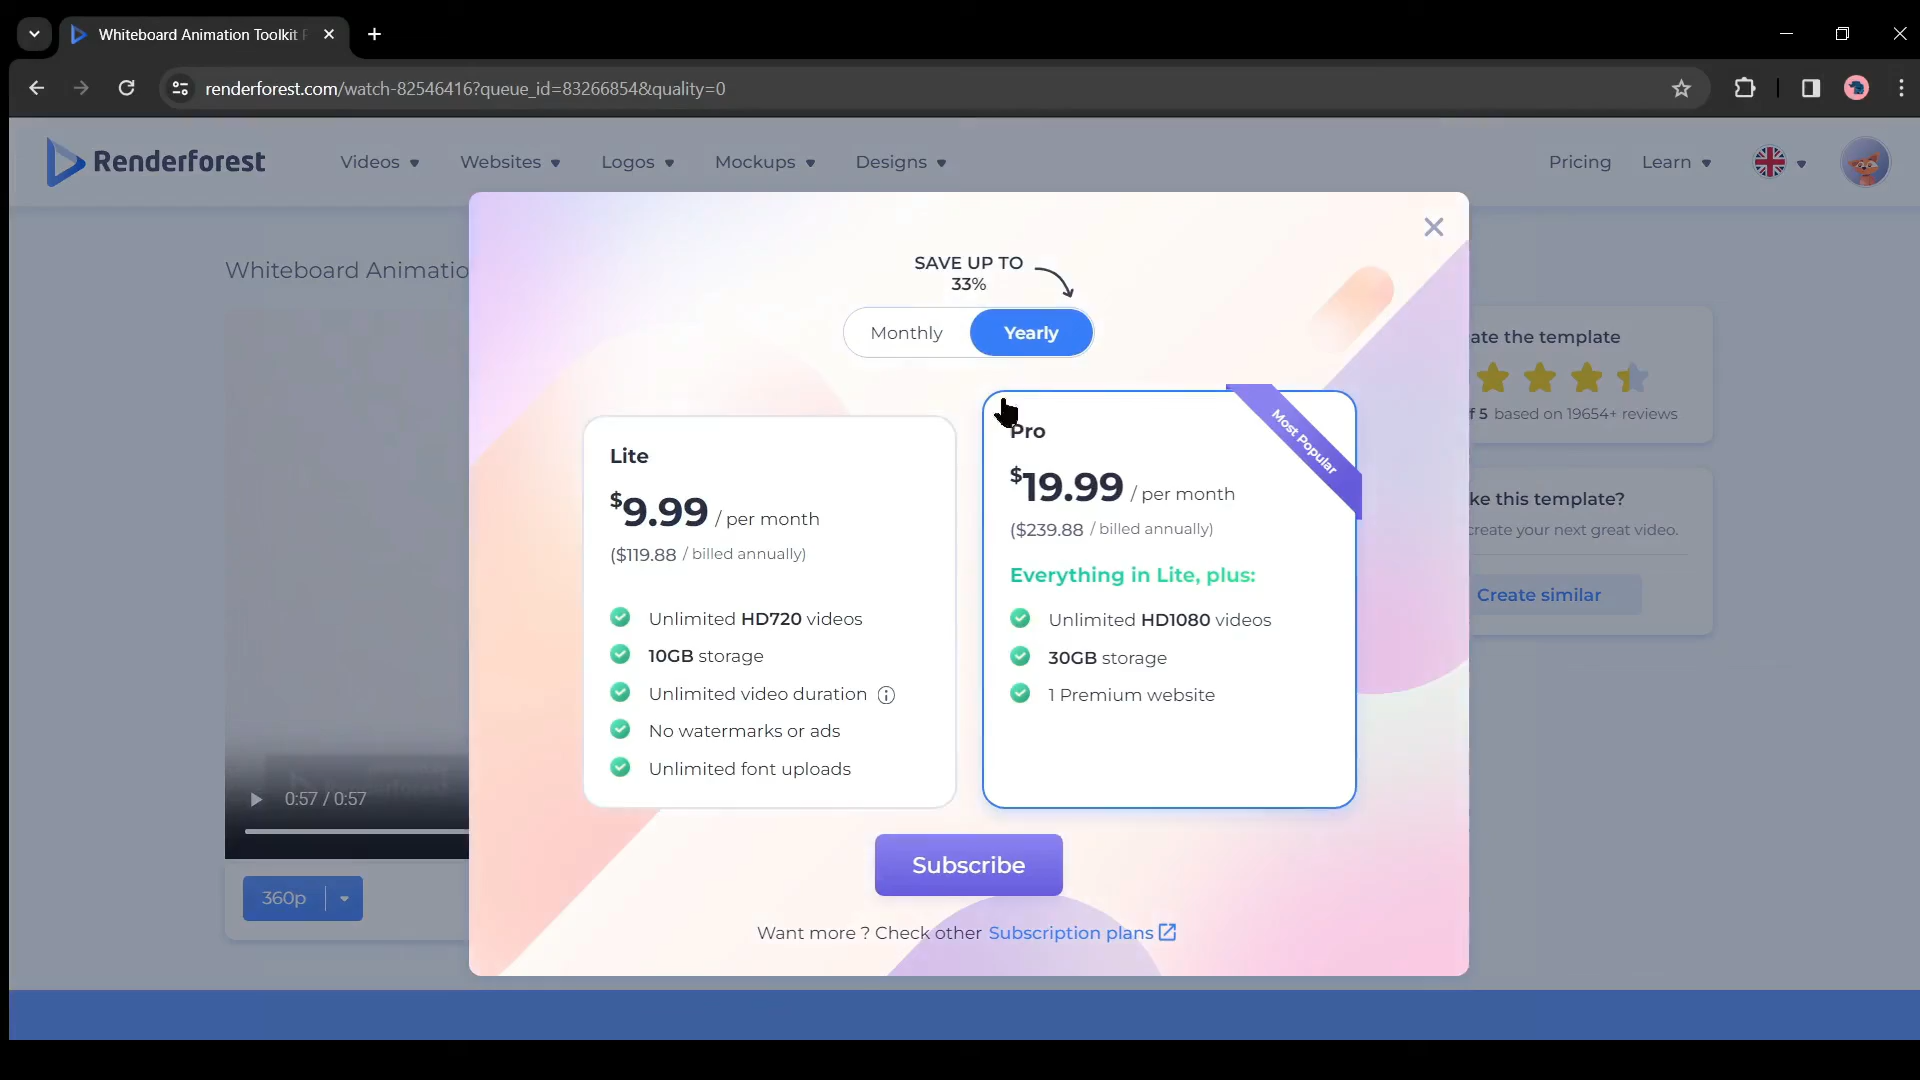 Whiteboard Animation Toolkit
renderforest.com/watch-82546416?queue_id=83266854&quality=0
Renderforest
Videos
Websites
Logos
Mockups
Designs
Pricing
Learn
Whiteboard Animatio
SAVE UP TO
33%
Monthly
Yearly
Lite
$9.99 / per month
($119.88 / billed annually)
Unlimited HD720 videos
10GB storage
Unlimited video duration
No watermarks or ads
Unlimited font uploads
Most Popular
Pro
$19.99 / per month
($239.88 / billed annually)
Everything in Lite, plus:
Unlimited HD1080 videos
30GB storage
1 Premium website
Subscribe
Want more ? Check other Subscription plans
ate the template
f 5 based on 19654+ reviews
ke this template?
create your next great video.
Create similar
0:57 / 0:57
360p